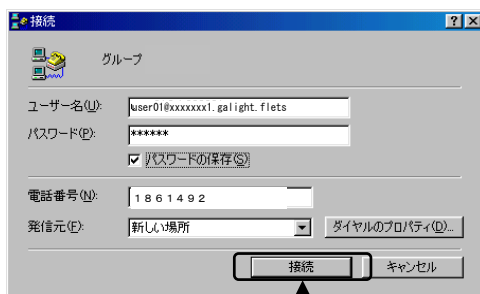 接続
グループ
ユーザー名(U): user01@xxxxxxx1.galight.flets
パスワード(P): ******
パスワードの保存(S)
電話番号(N): 1861492
発信元(F): 新しい場所 ダイヤルのプロパティ(D)...
接続 キャンセル